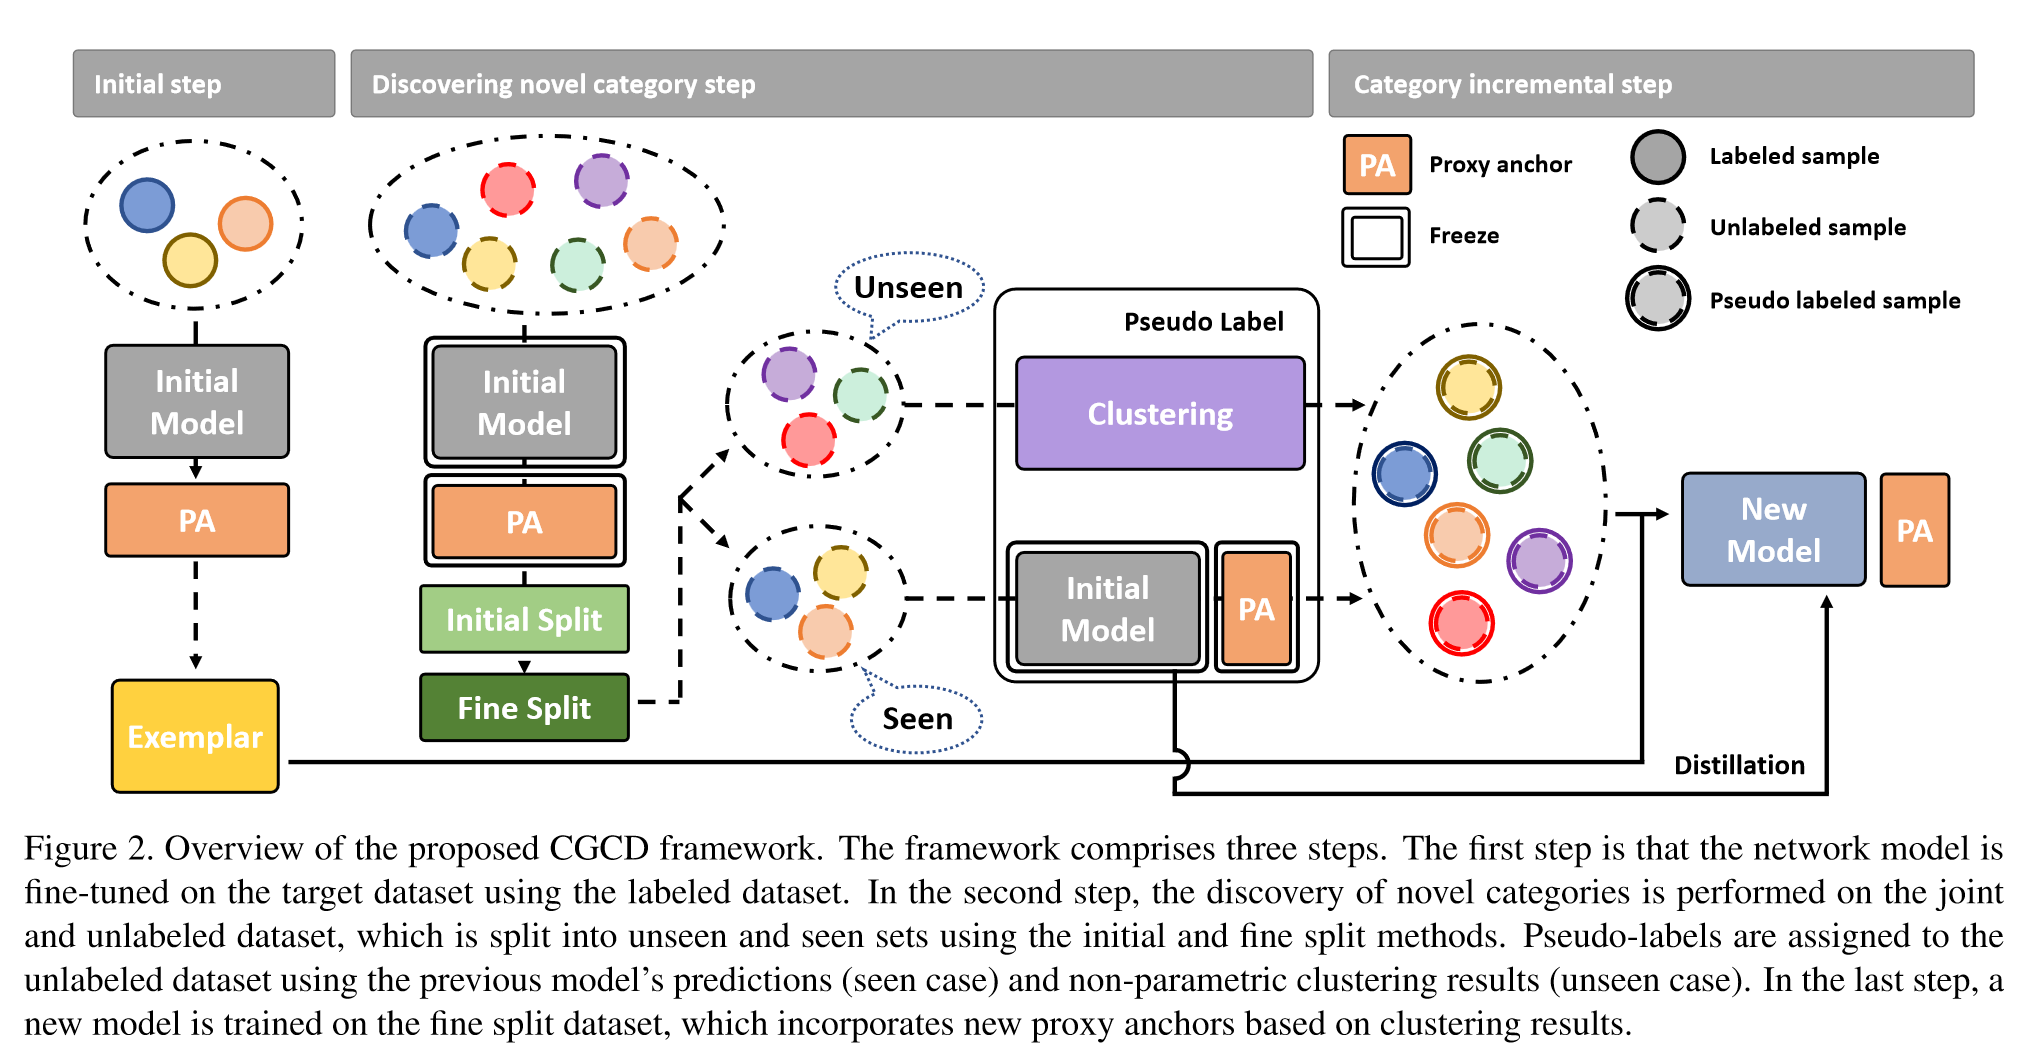 Initial step
Discovering novel category step
Category incremental step
PA
Proxy anchor
Labeled sample
Freeze
Unlabeled sample
Pseudo labeled sample
Unseen
Pseudo Label
Initial
Model
Initial
Model
Clustering
PA
PA
New
Model
PA
Initial
Model
PA
Initial Split
Fine Split
Seen
Exemplar
Distillation
Figure 2. Overview of the proposed CGCD framework. The framework comprises three steps. The first step is that the network model is
fine-tuned on the target dataset using the labeled dataset. In the second step, the discovery of novel categories is performed on the joint
and unlabeled dataset, which is split into unseen and seen sets using the initial and fine split methods. Pseudo-labels are assigned to the
unlabeled dataset using the previous model's predictions (seen case) and non-parametric clustering results (unseen case). In the last step, a
new model is trained on the fine split dataset, which incorporates new proxy anchors based on clustering results.